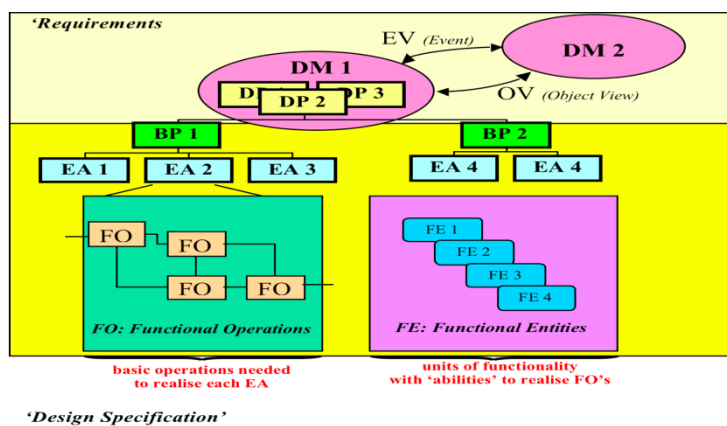 ‘Requirements
EV (Event)
DM 2
DM 1
OV (Object View)
DP 3
DP 2
BP 1
BP 2
EA 1
EA 2
EA 3
EA 4
EA 4
FO
FO
FO
FO
FO: Functional Operations
FE 1
FE 2
FE 3
FE 4
FE: Functional Entities
basic operations needed
to realise each EA
units of functionality
with ‘abilities’ to realise FO’s
‘Design Specification’